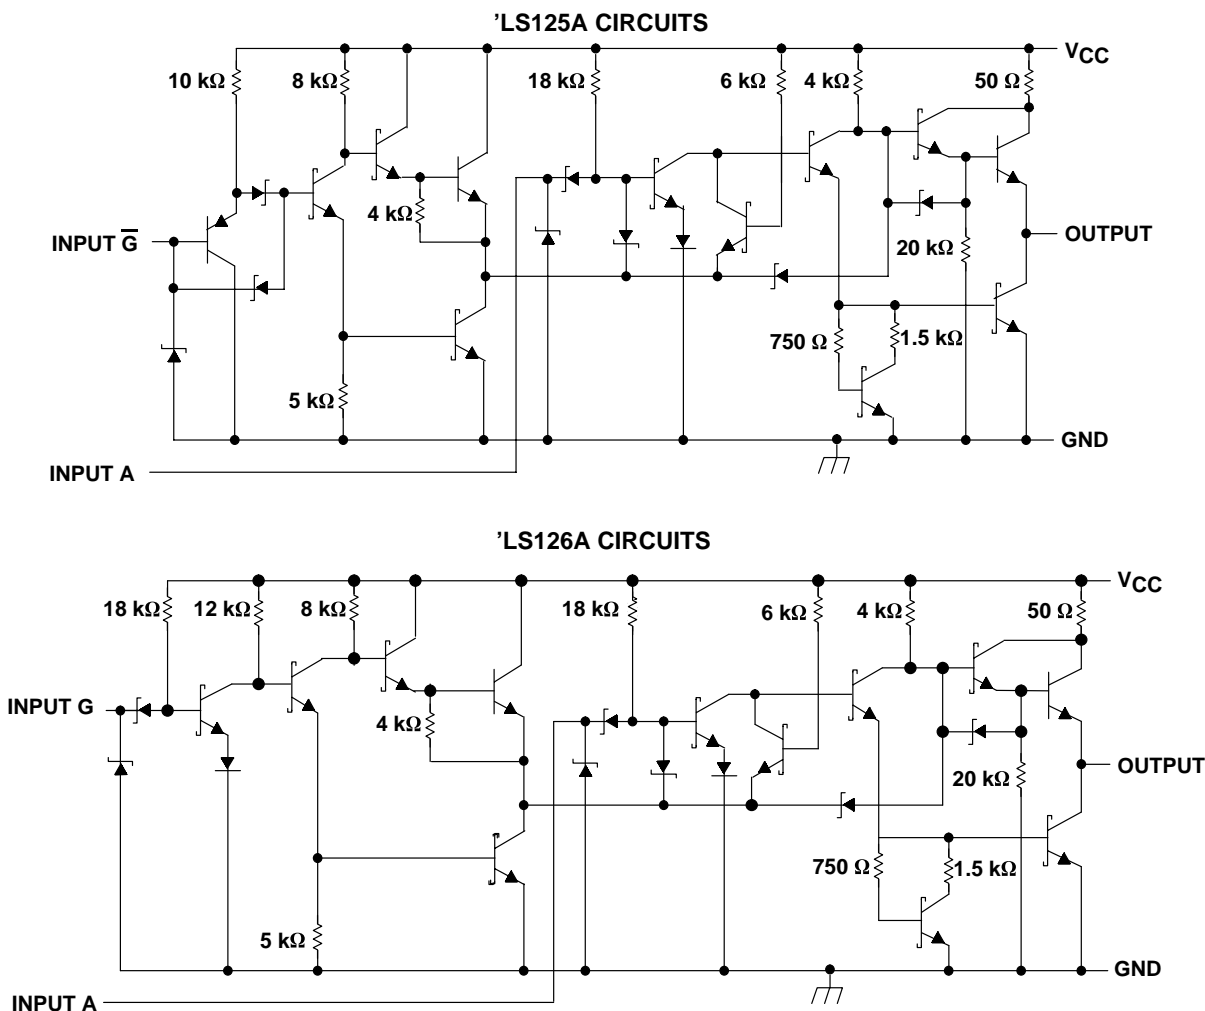 ’LS125A CIRCUITS
VCC
10 kΩ
8 kΩ
18 kΩ
6 kΩ
4 kΩ
50 Ω
4 kΩ
INPUT G̅
OUTPUT
20 kΩ
750 Ω
1.5 kΩ
5 kΩ
GND
INPUT A
’LS126A CIRCUITS
VCC
18 kΩ
12 kΩ
8 kΩ
18 kΩ
6 kΩ
4 kΩ
50 Ω
INPUT G
4 kΩ
OUTPUT
20 kΩ
750 Ω
1.5 kΩ
5 kΩ
GND
INPUT A